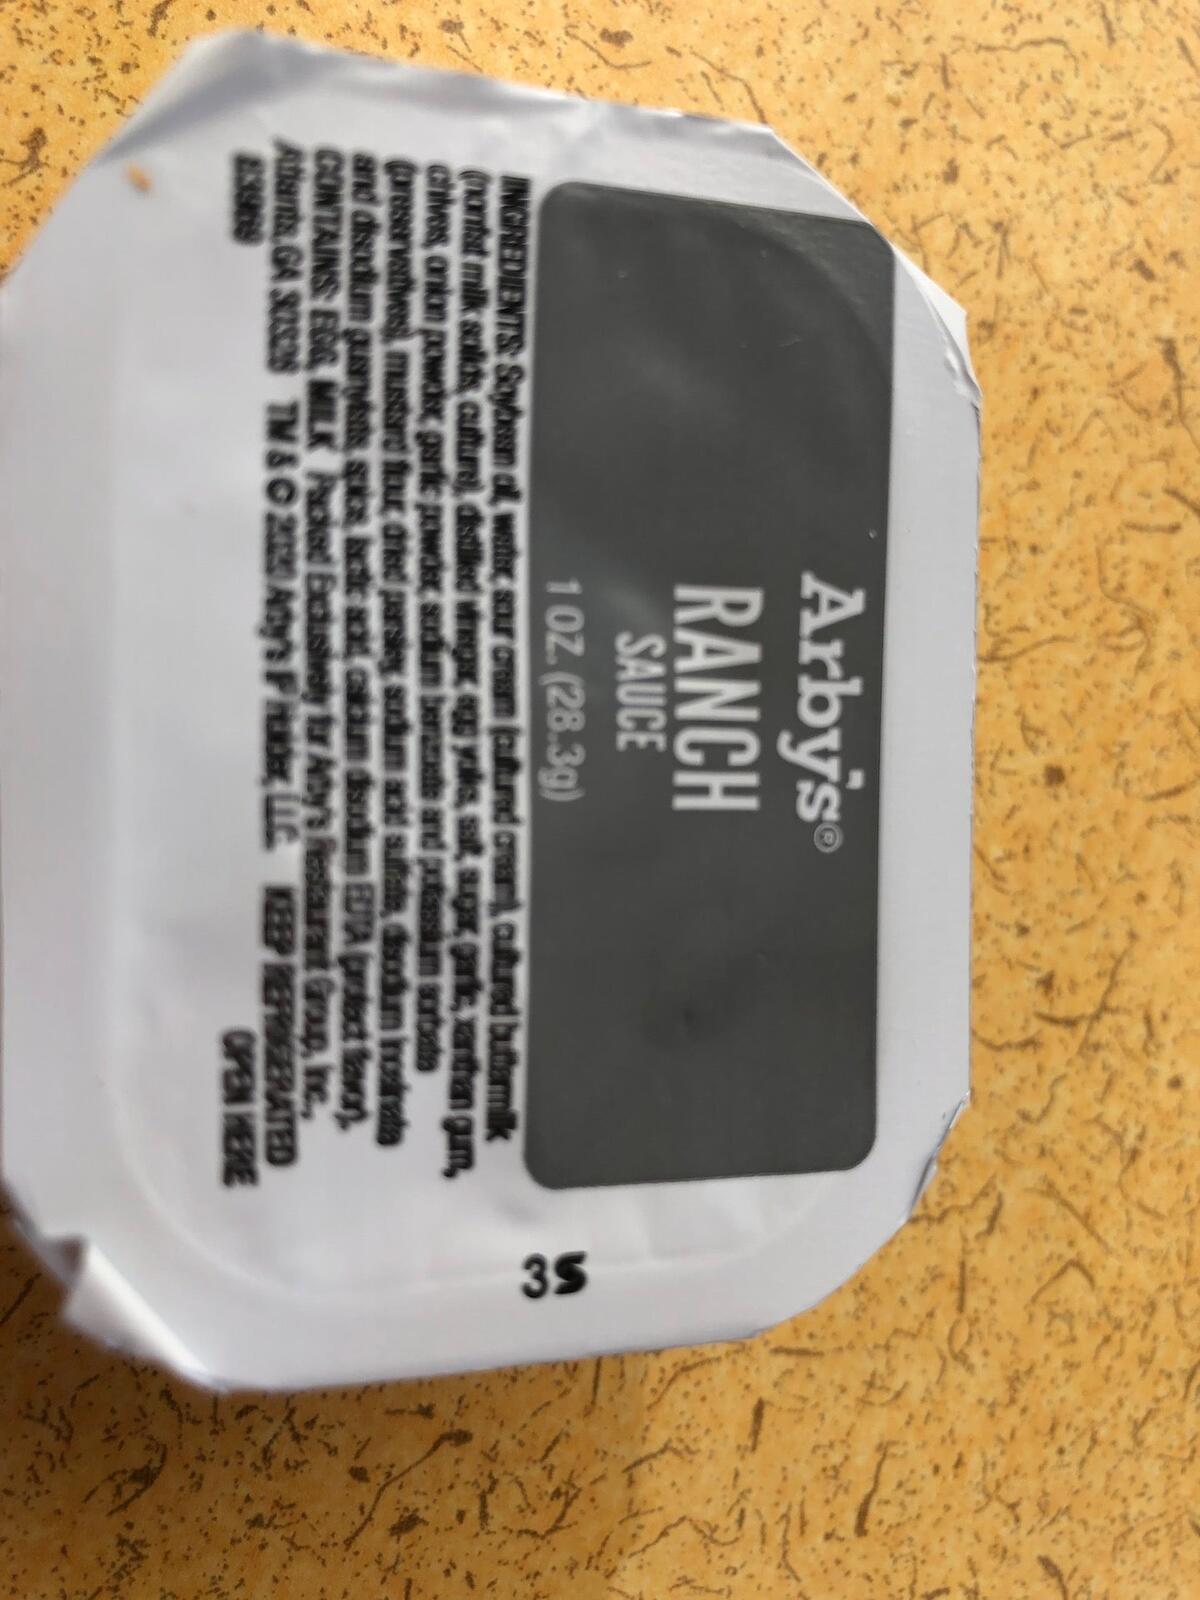 Arby's®
RANCH
SAUCE
1 OZ. (28.3g)
INGREDIENTS: Soybean oil, water, sour cream (cultured cream), cultured buttermilk
(nonfat milk solids, culture), distilled vinegar, egg yolks, salt, sugar, garlic, xanthan gum,
chives, onion powder, garlic powder, sodium benzoate and potassium sorbate
(preservatives), mustard flour, dried parsley, sodium acid sulfate, disodium inosinate
and disodium guanylate, spice, lactic acid, calcium disodium EDTA (protect flavor).
CONTAINS: EGG, MILK Packed Exclusively for Arby's Restaurant Group, Inc.,
Atlanta, GA 30328 TM & © 2020 Arby's IP Holder, LLC KEEP REFRIGERATED
OPEN HERE
3S